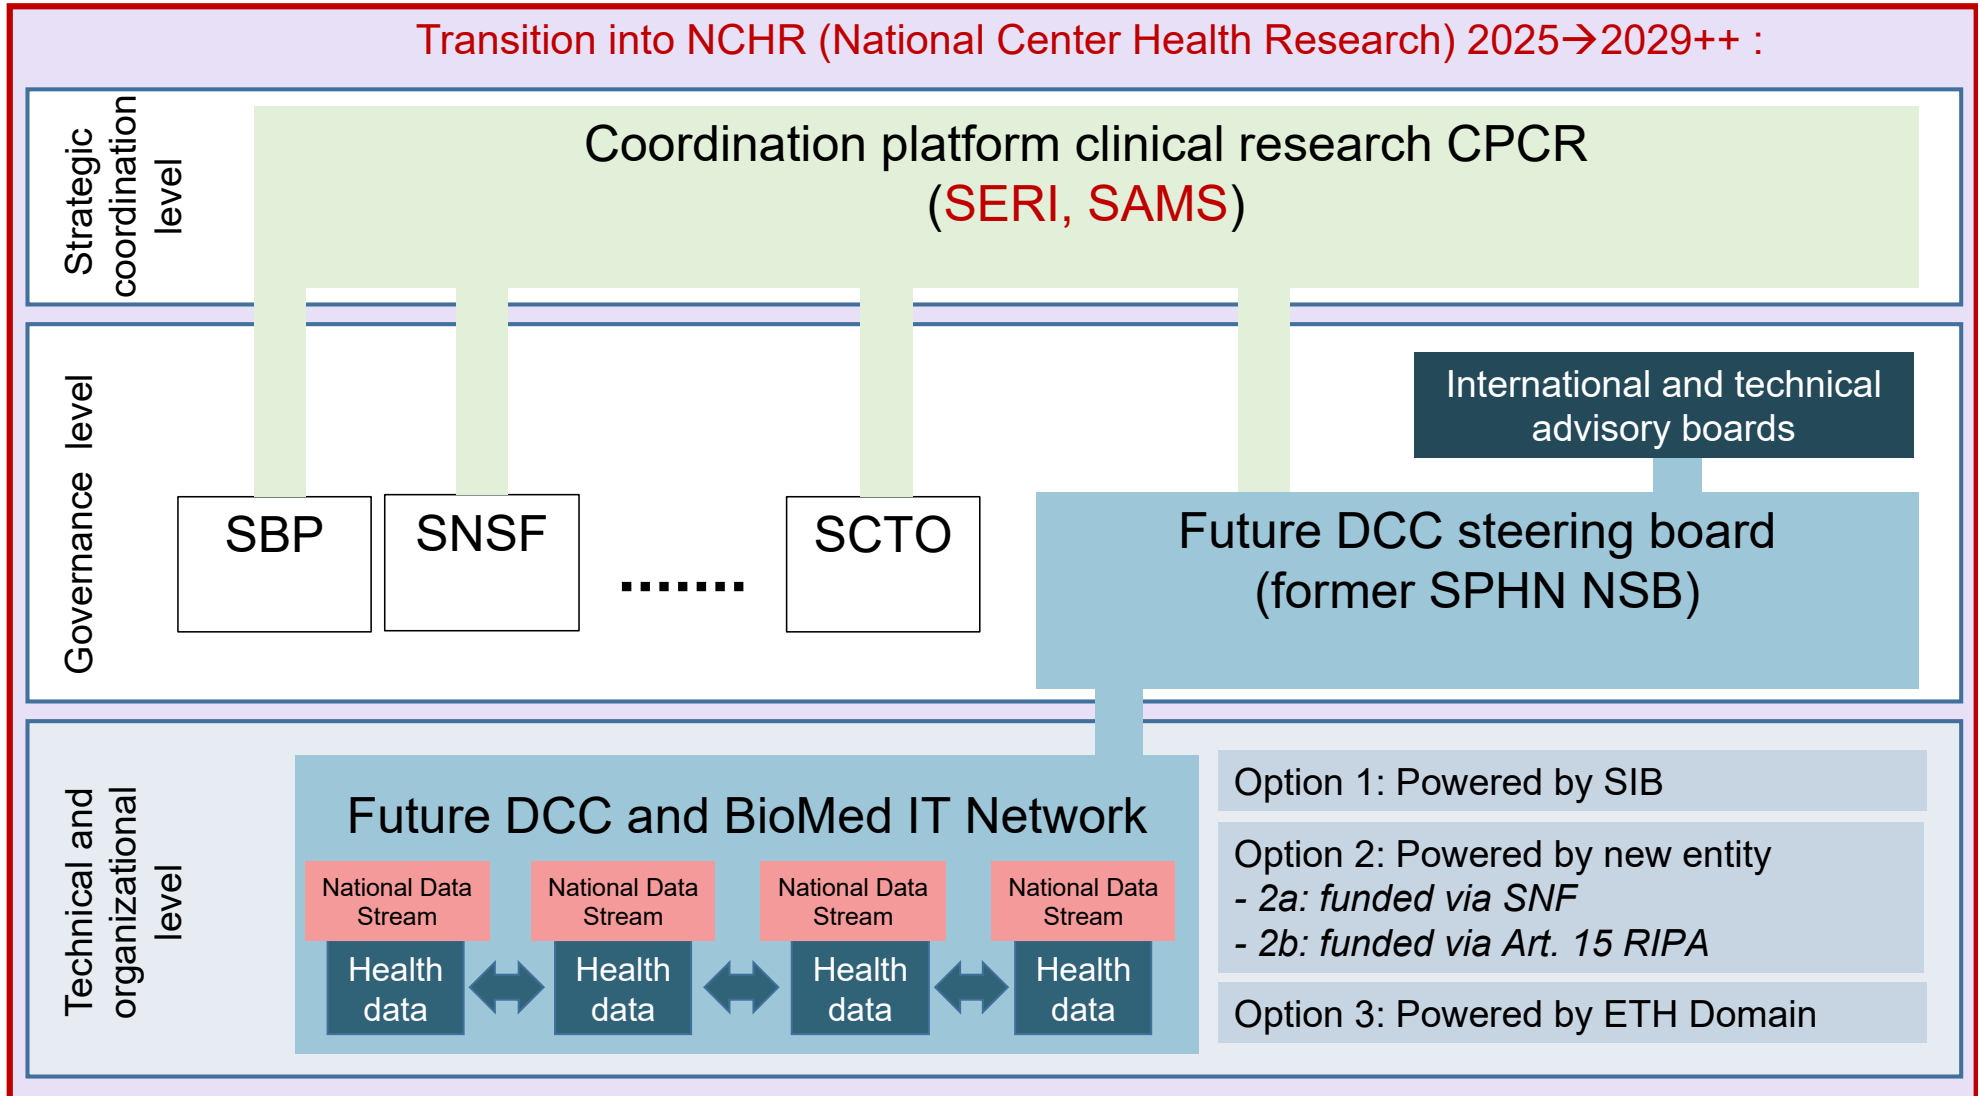 Transition into NCHR (National Center Health Research) 2025→2029++ :
Strategic
coordination
level
Coordination platform clinical research CPCR
(SERI, SAMS)
Governance level
International and technical
advisory boards
SBP
SNSF
.......
SCTO
Future DCC steering board
(former SPHN NSB)
Technical and
organizational
level
Future DCC and BioMed IT Network
National Data
Stream
National Data
Stream
National Data
Stream
National Data
Stream
Health
data
Health
data
Health
data
Health
data
Option 1: Powered by SIB
Option 2: Powered by new entity
- 2a: funded via SNF
- 2b: funded via Art. 15 RIPA
Option 3: Powered by ETH Domain